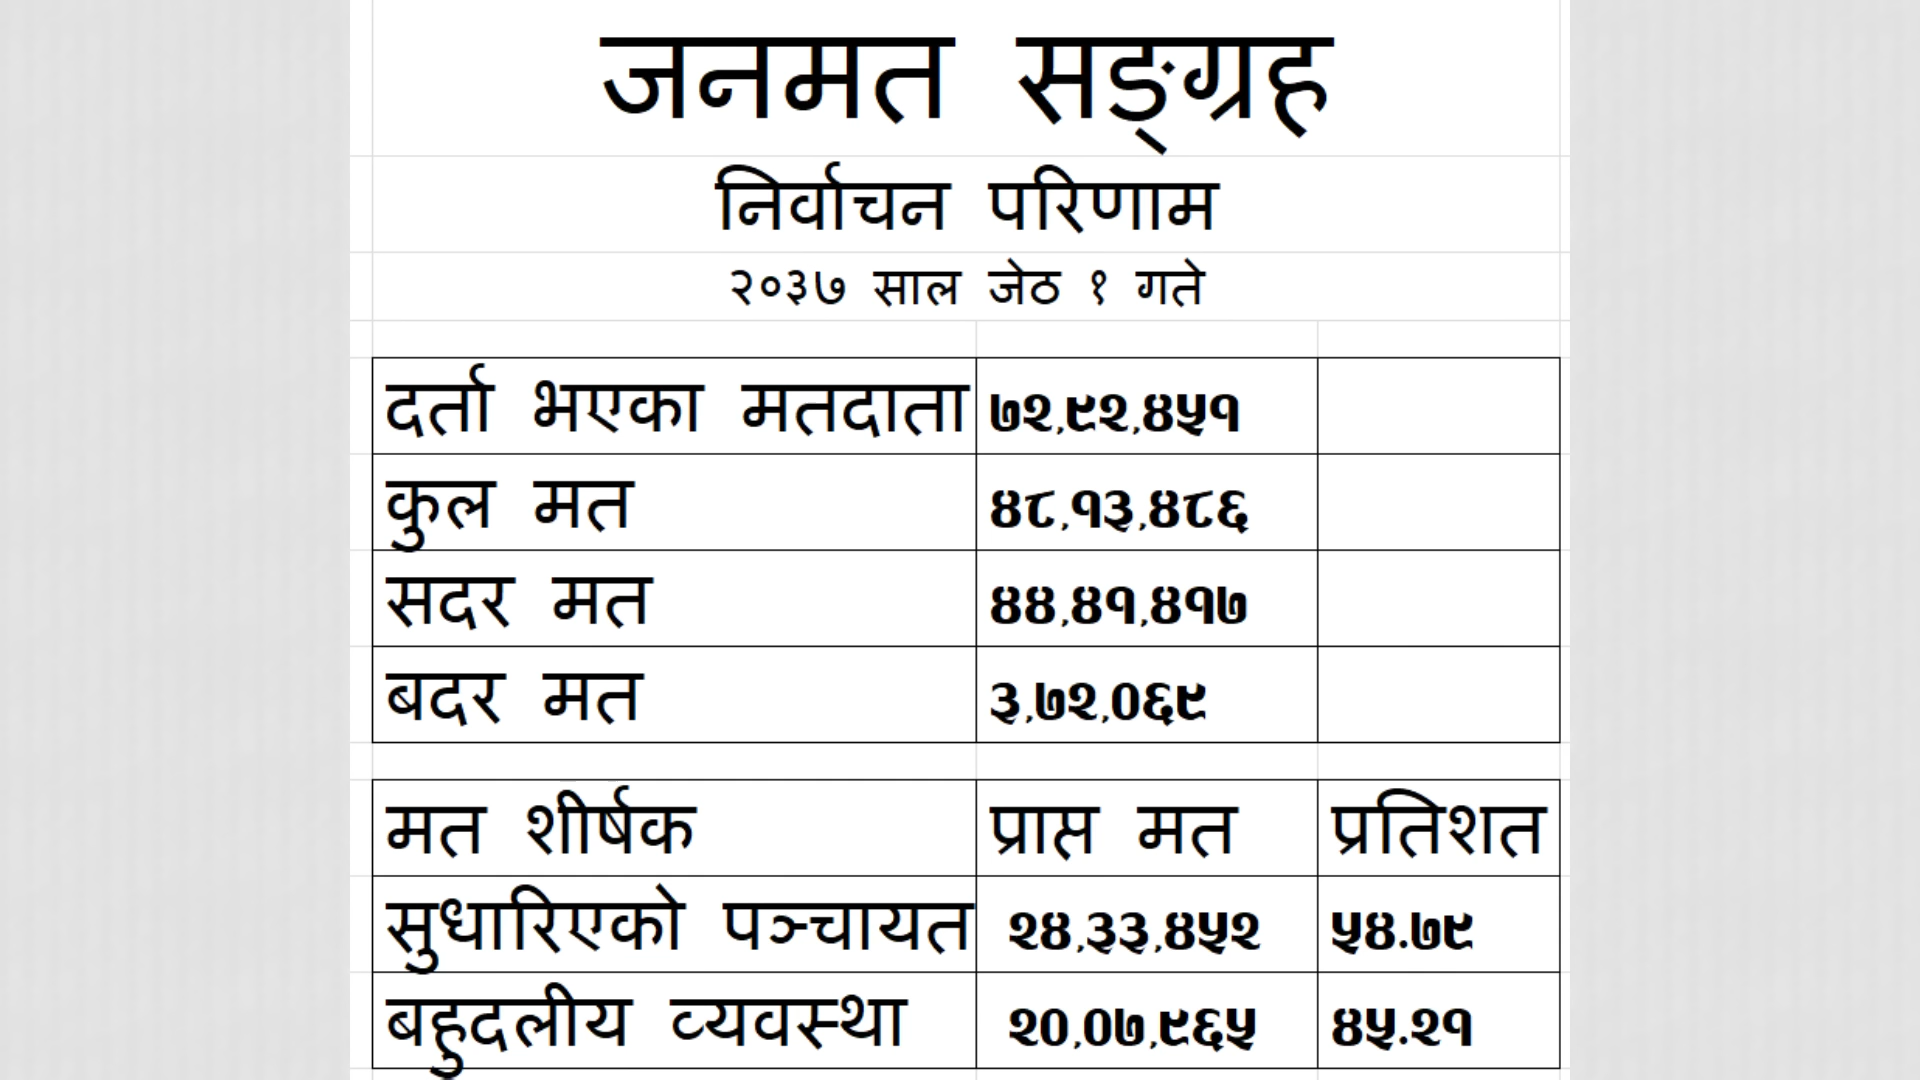 जनमत सङ्ग्रह
निर्वाचन परिणाम
२०३७ साल जेठ १ गते
दर्ता भएका मतदाता ७२,९२,४५१
कुल मत ४८,१३,४८६
सदर मत ४४,४१,४१७
बदर मत ३,७२,०६९
मत शीर्षक प्राप्त मत प्रतिशत
सुधारिएको पञ्चायत २४,३३,४५२ ५४.७९
बहुदलीय व्यवस्था २०,०७,९६५ ४५.२१